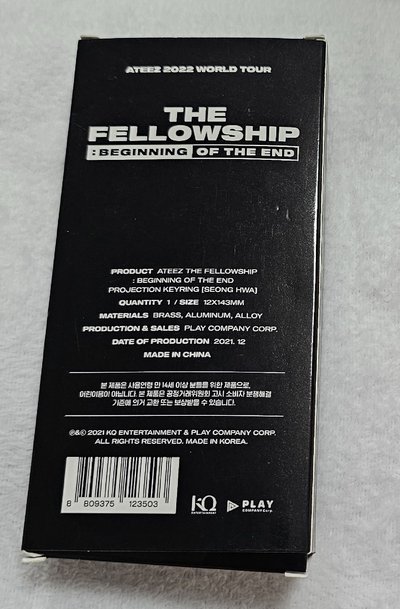 ATEEZ 2022 WORLD TOUR
THE
FELLOWSHIP
: BEGINNING OF THE END
PRODUCT ATEEZ THE FELLOWSHIP
: BEGINNING OF THE END
PROJECTION KEYRING [SEONG HWA]
QUANTITY 1 / SIZE 12X143MM
MATERIALS BRASS, ALUMINUM, ALLOY
PRODUCTION & SALES PLAY COMPANY CORP.
DATE OF PRODUCTION 2021. 12
MADE IN CHINA
본 제품은 사용연령 만 14세 이상 분들을 위한 제품으로,
어린이용이 아닙니다. 본 제품은 공정거래위원회 고시 소비자 분쟁해결
기준에 의거 교환 또는 보상받을 수 있습니다.
℗&© 2021 KQ ENTERTAINMENT & PLAY COMPANY CORP.
ALL RIGHTS RESERVED. MADE IN KOREA.
8 809375 123503
KQ
ENTERTAINMENT
PLAY
COMPANY Corp.